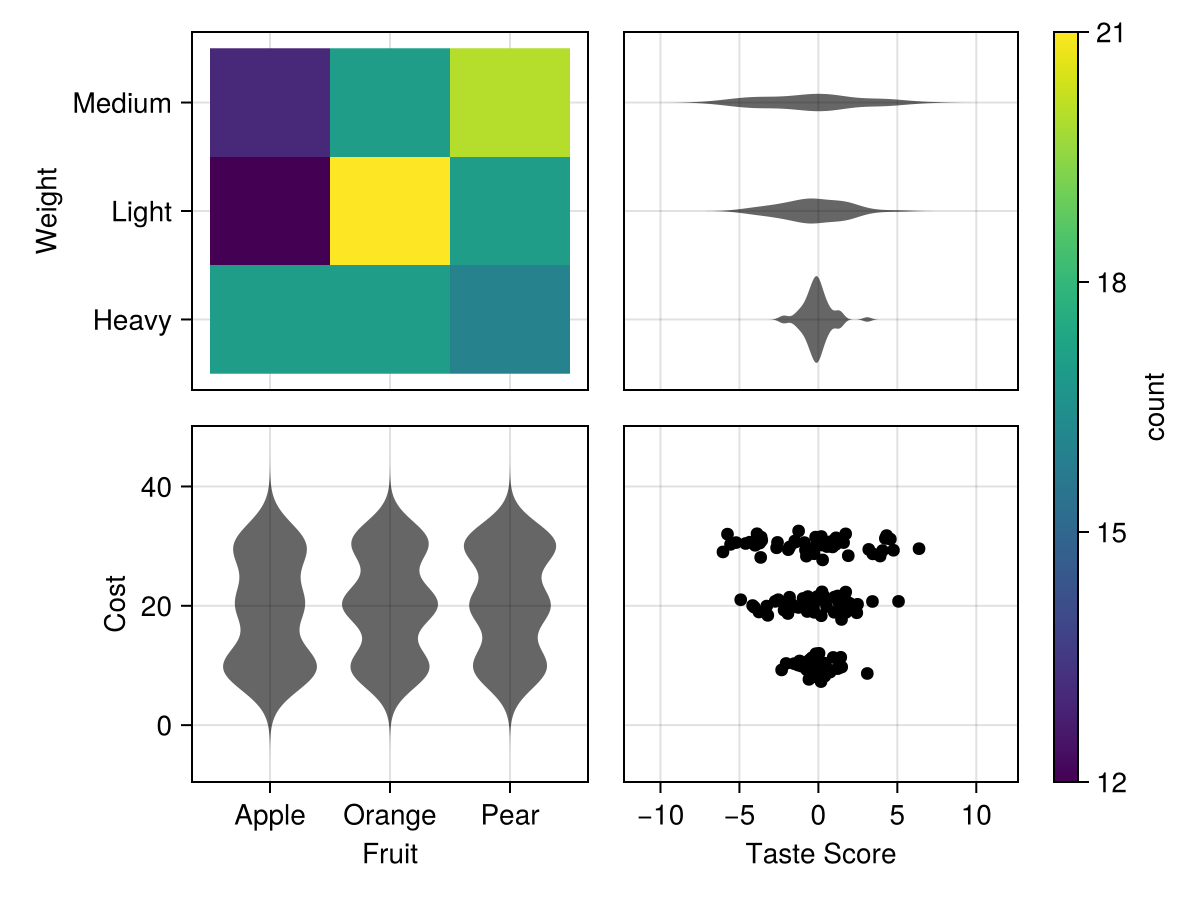 21
Medium
Weight
Light
18
Heavy
count
15
40
Cost
20
0
12
Apple Orange Pear
−10 −5 0 5 10
Fruit
Taste Score